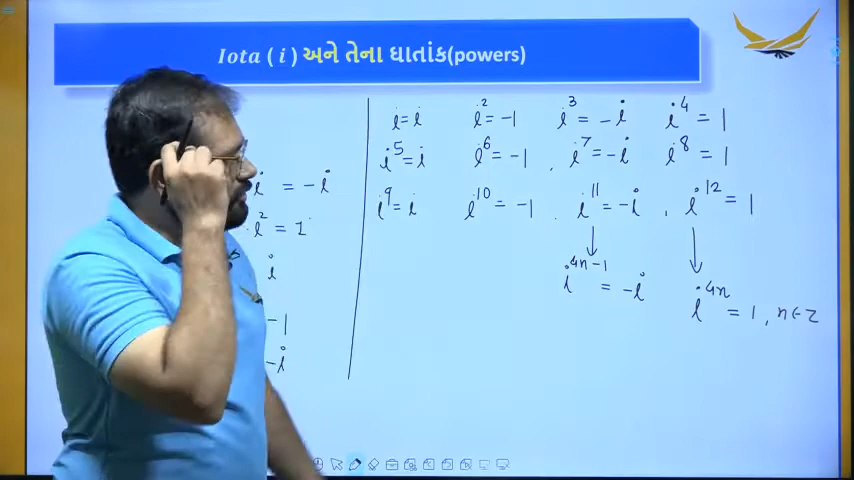 Iota ( i ) અને તેના ઘાતાંક(powers)
i = -i
i² = 1
i
-1
-i
i = i i² = -1 i³ = -i i⁴ = 1
i⁵ = i i⁶ = -1 , i⁷ = -i i⁸ = 1
i⁹ = i i¹⁰ = -1 . i¹¹ = -i , i¹² = 1
i⁴ⁿ⁻¹ = -i
i⁴ⁿ = 1 , n ∈ Z